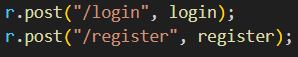 r.post("/login", login);
r.post("/register", register);